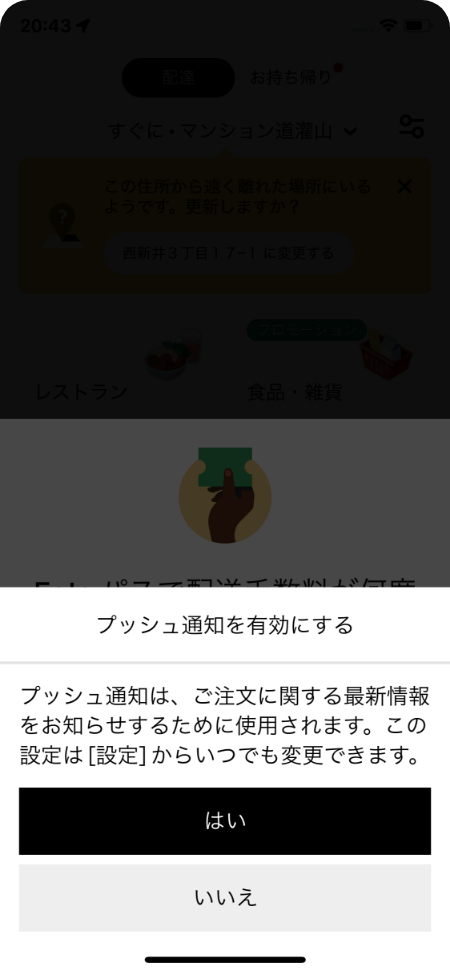 20:43
配達
お持ち帰り
すぐに・マンション道灌山
この住所から遠く離れた場所にいる
ようです。更新しますか？
西新井３丁目１７−１ に変更する
プロモーション
レストラン
食品・雑貨
パスで配送手数料が何度
プッシュ通知を有効にする
プッシュ通知は、ご注文に関する最新情報
をお知らせするために使用されます。この
設定は [設定] からいつでも変更できます。
はい
いいえ